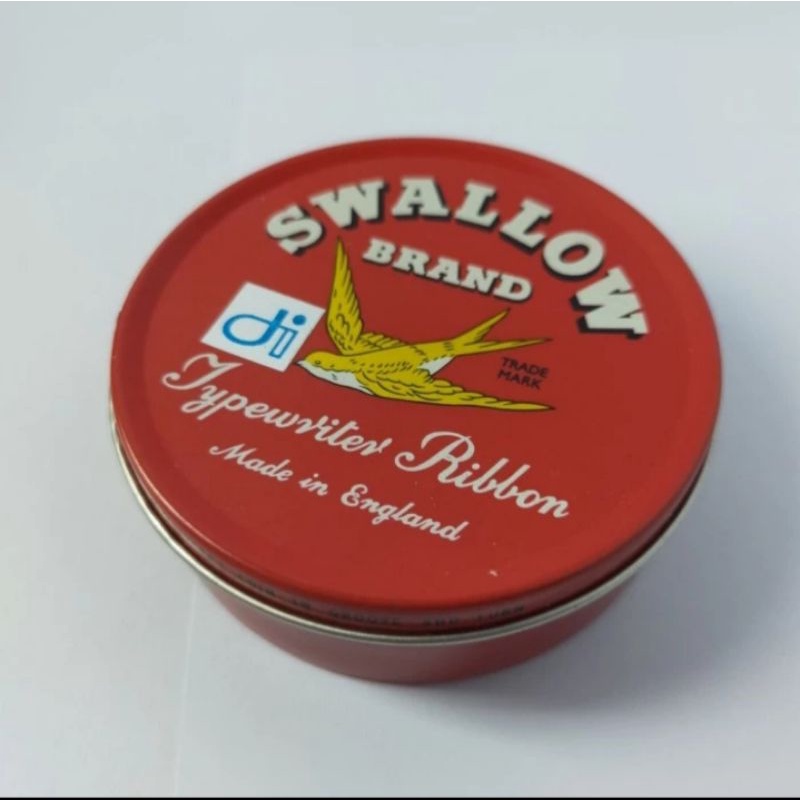 SWALLOW
BRAND
di
TRADE
MARK
Typewriter Ribbon
Made in England